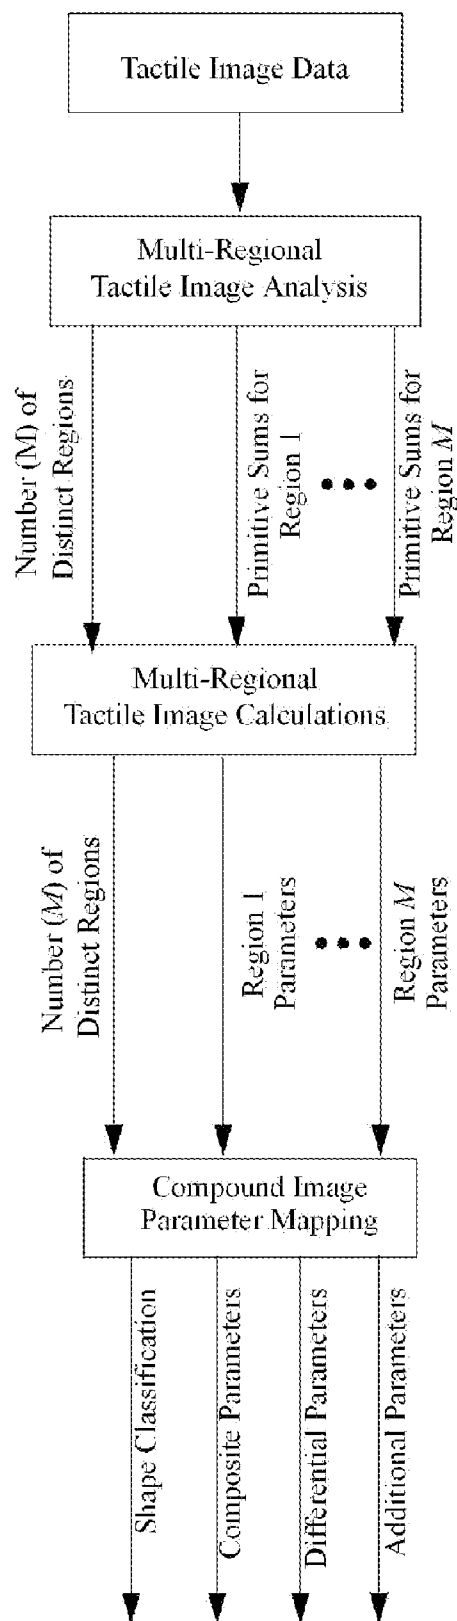 Tactile Image Data
Multi-Regional
Tactile Image Analysis
Number (M) of
Distinct Regions
Primitive Sums for
Region 1
Primitive Sums for
Region M
Multi-Regional
Tactile Image Calculations
Number (M) of
Distinct Regions
Region 1
Parameters
Region M
Parameters
Compound Image
Parameter Mapping
Shape Classification
Composite Parameters
Differential Parameters
Additional Parameters